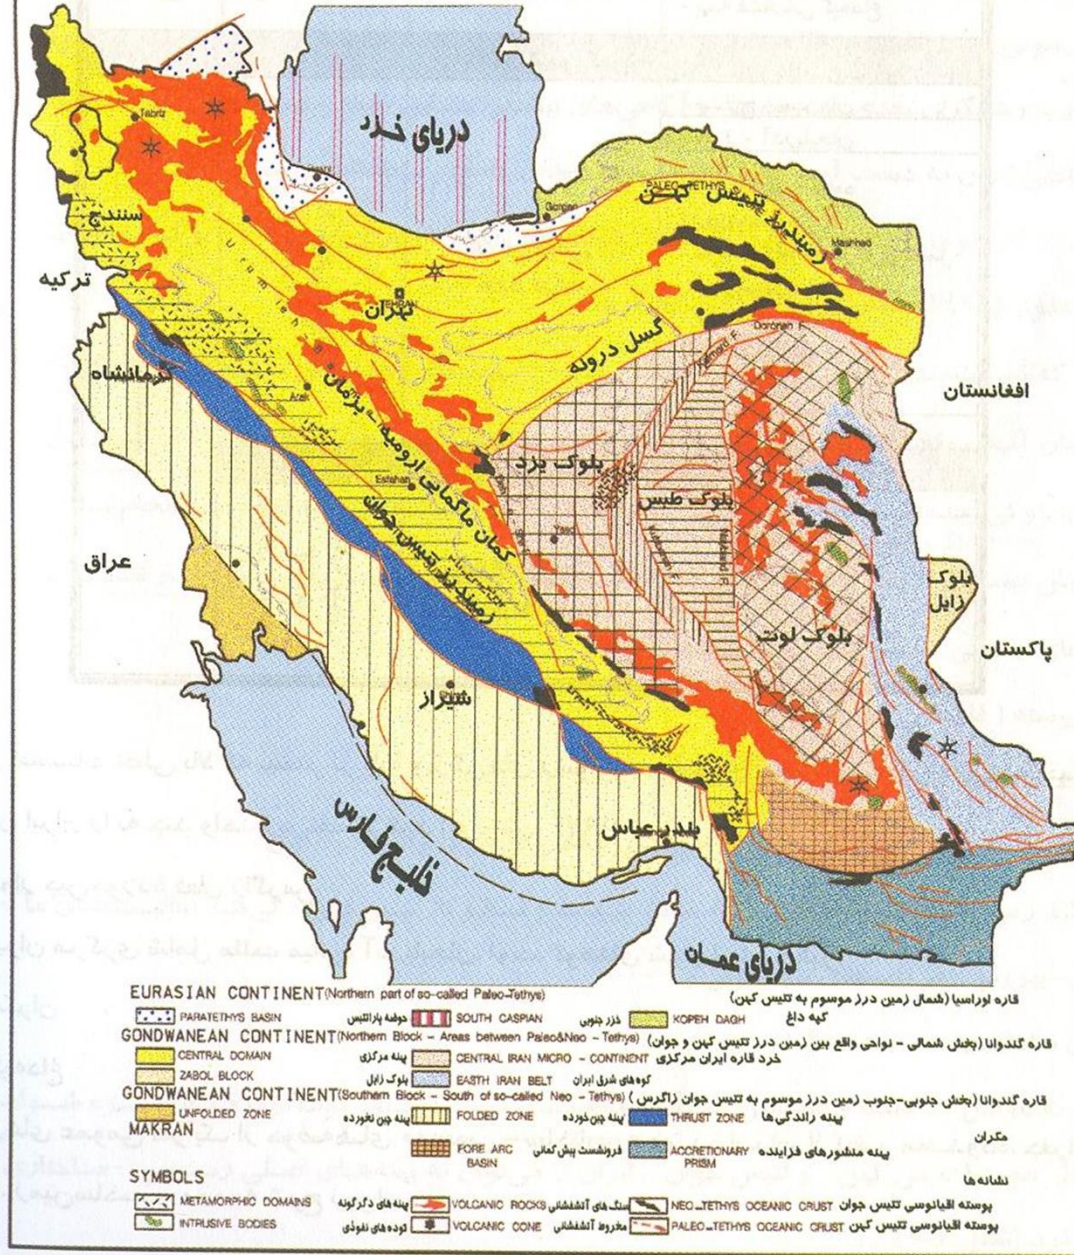 دریای خزر
Tabriz
Gorgan
PALEO-TETHYS
زمیندرز تتیس کهن
Mashhad
سنندج
ترکیه
Urumieh
TEHRAN
تهران
گسل درونه
Doronah F.
افغانستان
کرمانشاه
Arak
کمان ماگمایی ارومیه - بزمان
بلوک یزد
Esfahan
بلوک طبس
Yazd
زمیندرز تتیس جوان
عراق
بلوک زابل
بلوک لوت
پاکستان
شیراز
خلیج فارس
بندر عباس
دریای عمان
EURASIAN CONTINENT (Northern part of so-called Paleo-Tethys)
قاره اوراسیا (شمال زمین درز موسوم به تتیس کهن)
PARATETHYS BASIN حوضه پاراتتیس SOUTH CASPIAN خزر جنوبی KOPEH DAGH کپه داغ
GONDWANEAN CONTINENT (Northern Block - Areas between Paleo&Neo - Tethys)
قاره گندوانا (بخش شمالی - نواحی واقع بین زمین درز تتیس کهن و جوان)
CENTRAL DOMAIN پهنه مرکزی CENTRAL IRAN MICRO - CONTINENT خرد قاره ایران مرکزی
ZABOL BLOCK بلوک زابل EASTH IRAN BELT کوه‌های شرق ایران
GONDWANEAN CONTINENT (Southern Block - South of so-called Neo - Tethys)
قاره گندوانا (بخش جنوبی-جنوب زمین درز موسوم به تتیس جوان زاگرس)
UNFOLDED ZONE پهنه چین‌نخورده FOLDED ZONE پهنه چین‌خورده THRUST ZONE پهنه راندگی‌ها
MAKRAN مکران
FORE ARC BASIN فرونشست پیش‌کمانی ACCRETIONARY PRISM پهنه منشورهای فزاینده
SYMBOLS نشانه‌ها
METAMORPHIC DOMAINS پهنه‌های دگرگونه VOLCANIC ROCKS سنگ‌های آتشفشانی NEO-TETHYS OCEANIC CRUST پوسته اقیانوسی تتیس جوان
INTRUSIVE BODIES توده‌های نفوذی VOLCANIC CONE مخروط آتشفشانی PALEO-TETHYS OCEANIC CRUST پوسته اقیانوسی تتیس کهن